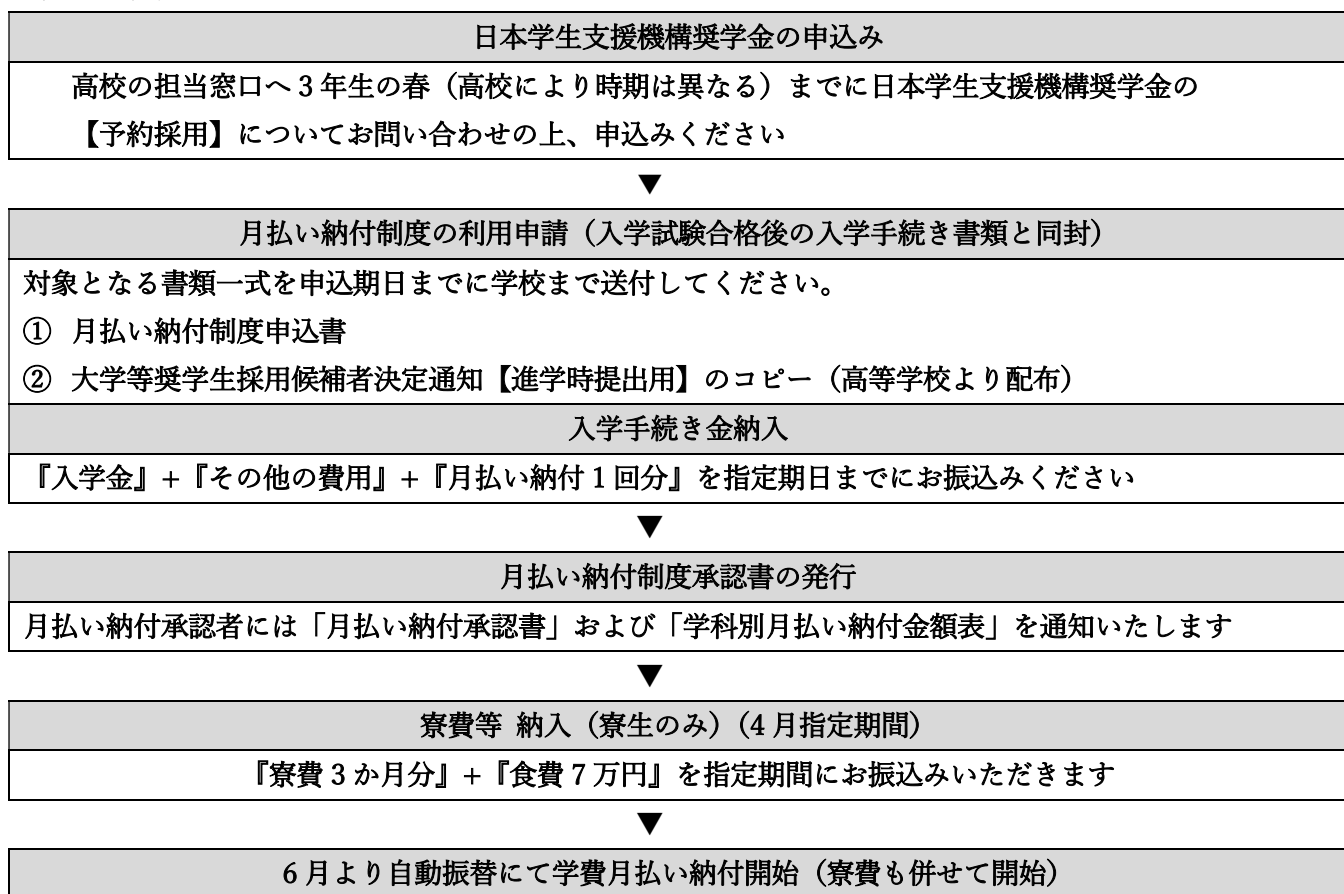 日本学生支援機構奨学金の申込み
高校の担当窓口へ3年生の春（高校により時期は異なる）までに日本学生支援機構奨学金の
【予約採用】についてお問い合わせの上、申込みください
▼
月払い納付制度の利用申請（入学試験合格後の入学手続き書類と同封）
対象となる書類一式を申込期日までに学校まで送付してください。
① 月払い納付制度申込書
② 大学等奨学生採用候補者決定通知【進学時提出用】のコピー（高等学校より配布）
入学手続き金納入
『入学金』+『その他の費用』+『月払い納付1回分』を指定期日までにお振込みください
▼
月払い納付制度承認書の発行
月払い納付承認者には「月払い納付承認書」および「学科別月払い納付金額表」を通知いたします
▼
寮費等 納入（寮生のみ）（4月指定期間）
『寮費3か月分』+『食費7万円』を指定期間にお振込みいただきます
▼
6月より自動振替にて学費月払い納付開始（寮費も併せて開始）